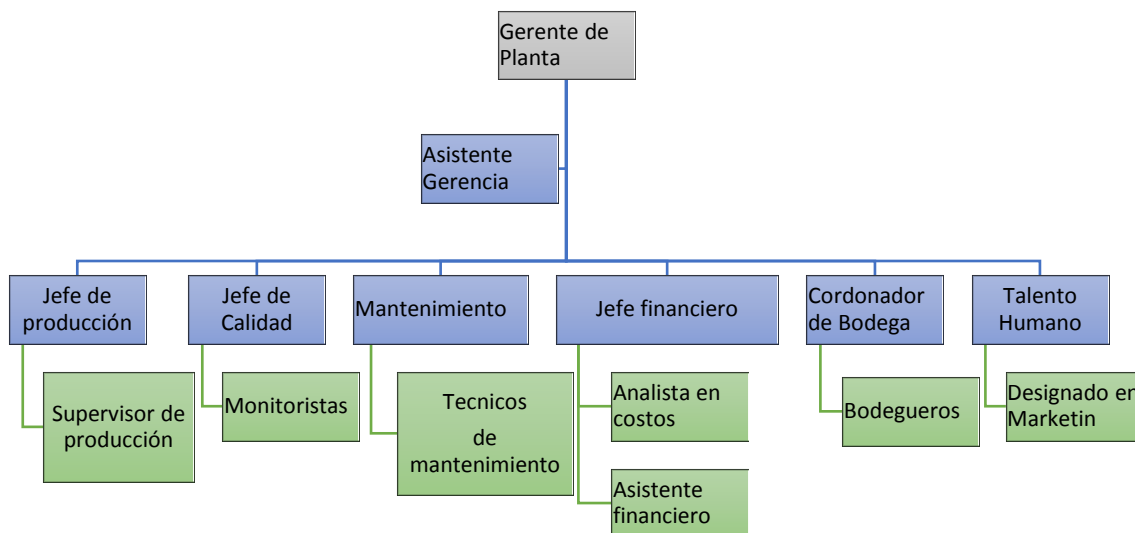 Gerente de
Planta
Asistente
Gerencia
Jefe de
producción
Jefe de
Calidad
Mantenimiento
Jefe financiero
Cordonador
de Bodega
Talento
Humano
Supervisor de
producción
Monitoristas
Tecnicos
de
mantenimiento
Analista en
costos
Bodegueros
Designado en
Marketin
Asistente
financiero